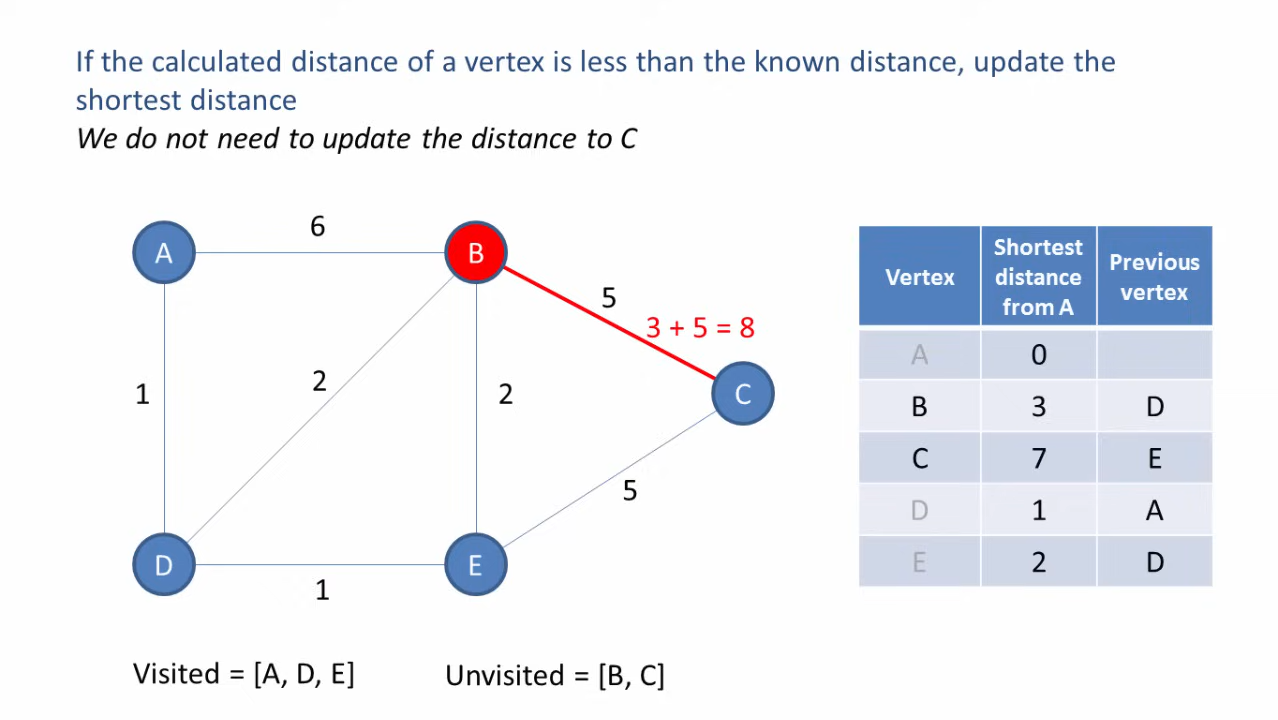 If the calculated distance of a vertex is less than the known distance, update the
shortest distance
We do not need to update the distance to C
6
A
B
5
3 + 5 = 8
1
2
2
C
5
D
E
1
Vertex
Shortest
distance
from A
Previous
vertex
A 0
B 3 D
C 7 E
D 1 A
E 2 D
Visited = [A, D, E]
Unvisited = [B, C]